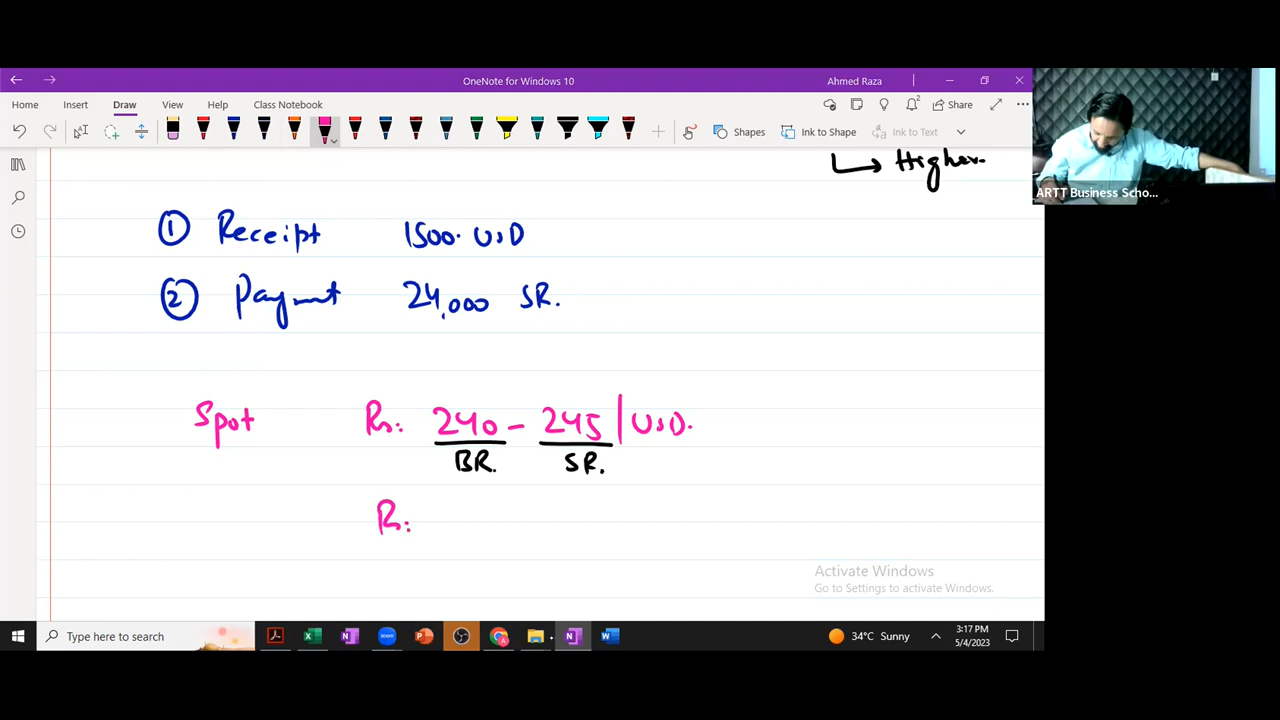 OneNote for Windows 10
Ahmed Raza
Home Insert Draw View Help Class Notebook
Share
Shapes Ink to Shape Ink to Text
Higher
ARTT Business Scho...
① Receipt 1500. USD
② Paymnt 24,000 SR.
Spot Rs: 240 - 245 | USD.
BR. SR.
Rs:
Activate Windows
Go to Settings to activate Windows.
Type here to search
34°C Sunny
3:17 PM
5/4/2023